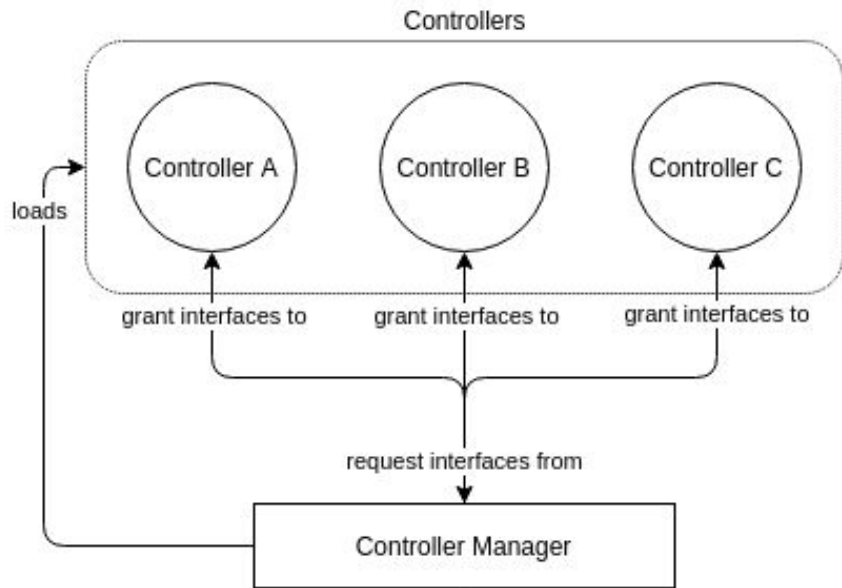 Controllers
Controller A
Controller B
Controller C
loads
grant interfaces to
grant interfaces to
grant interfaces to
request interfaces from
Controller Manager